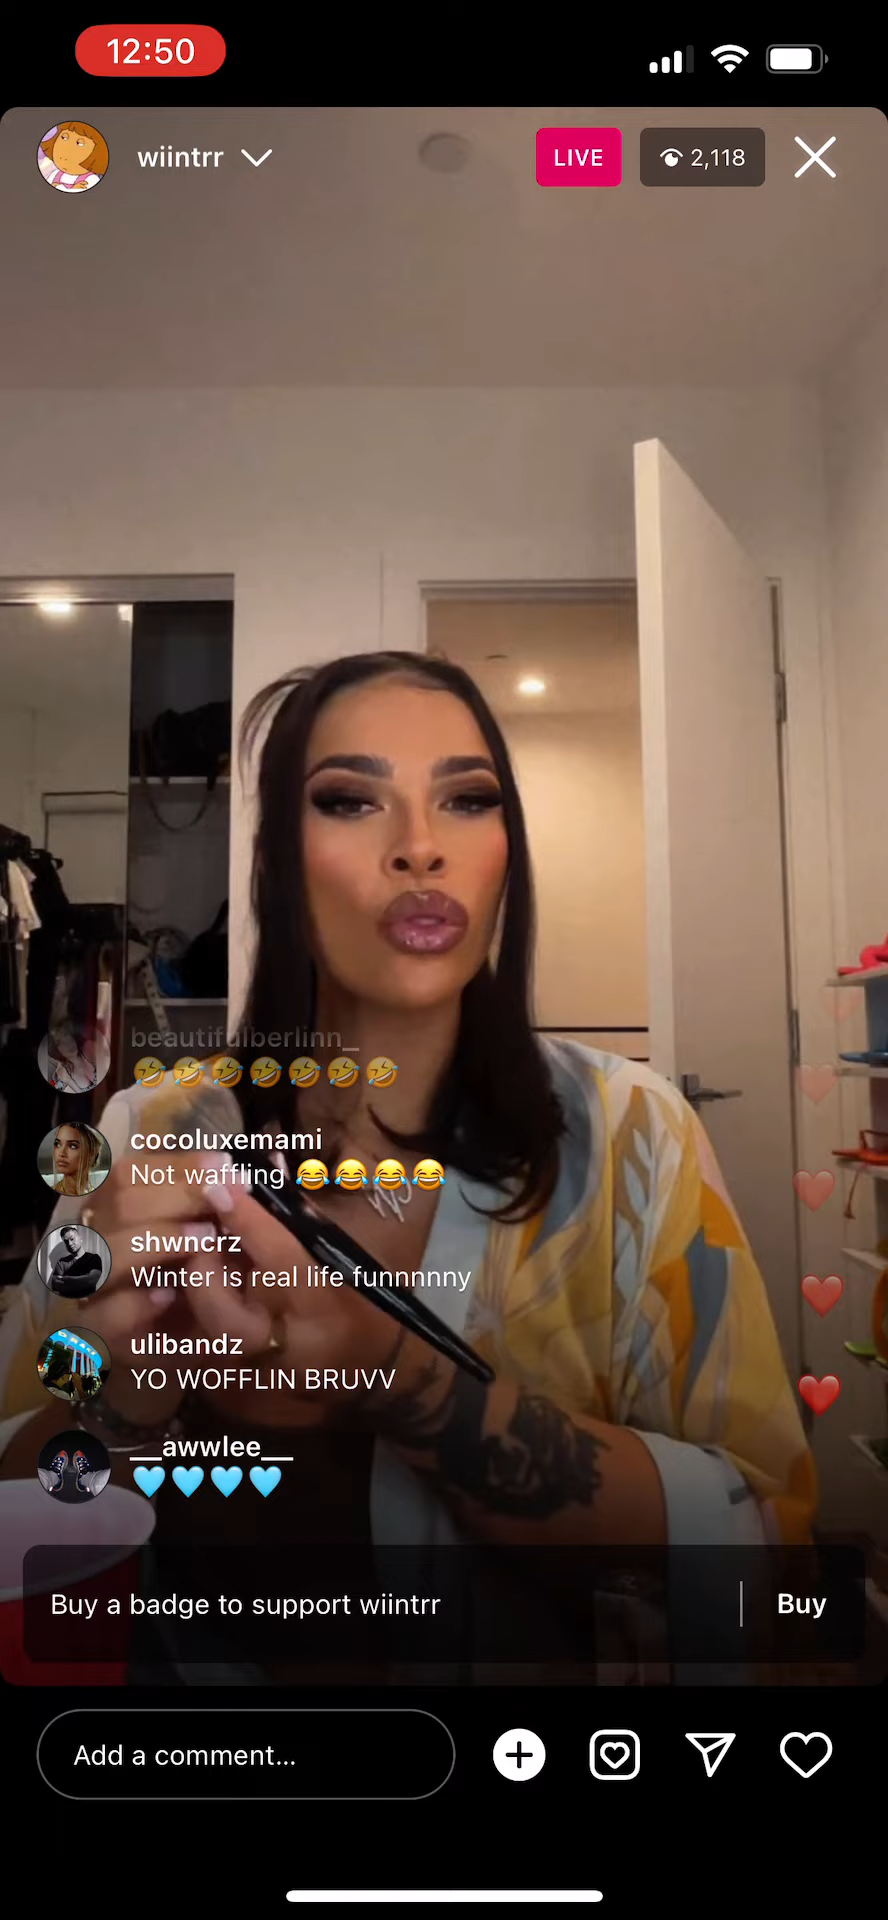 12:50
wiintrr
LIVE
2,118
beautifulberlinn_
🤣🤣🤣🤣🤣🤣🤣
cocoluxemami
Not waffling 😂😂😂😂
shwncrz
Winter is real life funnnnny
ulibandz
YO WOFFLIN BRUVV
__awwlee__
🩵🩵🩵🩵
Buy a badge to support wiintrr
Buy
Add a comment...